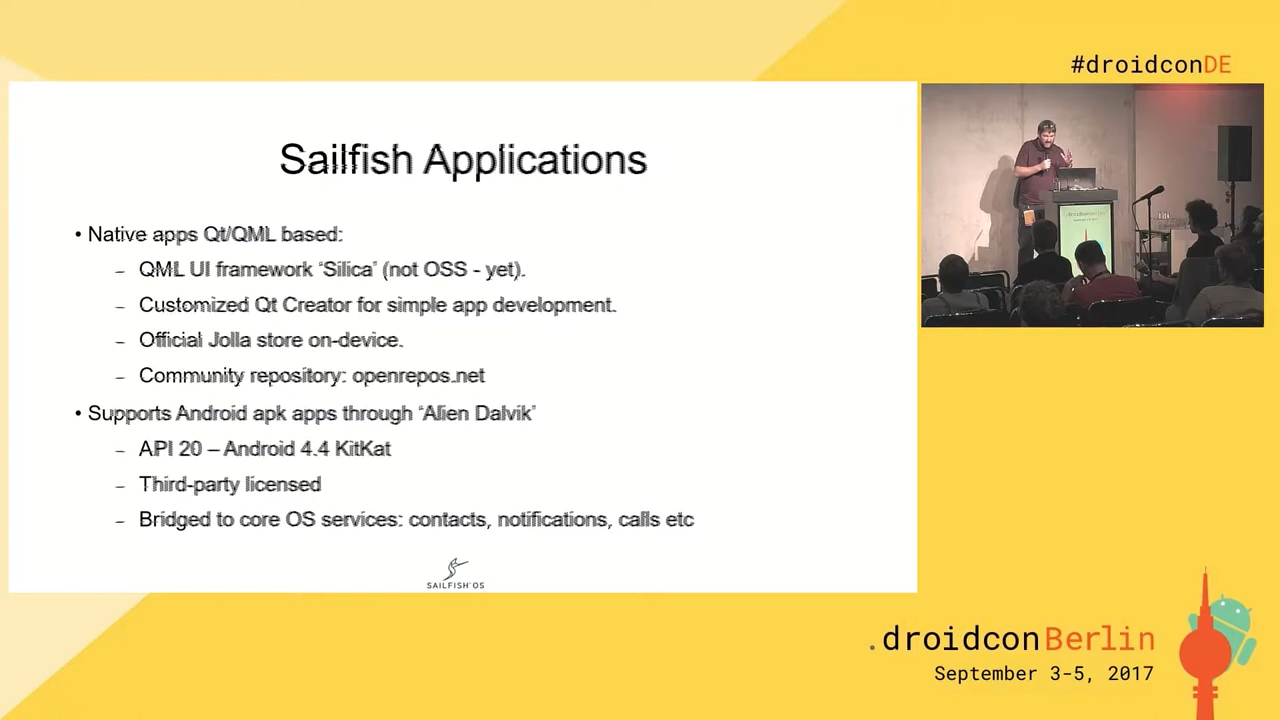 #droidconDE
Sailfish Applications
• Native apps Qt/QML based:
– QML UI framework ‘Silica’ (not OSS - yet).
– Customized Qt Creator for simple app development.
– Official Jolla store on-device.
– Community repository: openrepos.net
• Supports Android apk apps through ‘Alien Dalvik’
– API 20 – Android 4.4 KitKat
– Third-party licensed
– Bridged to core OS services: contacts, notifications, calls etc
SAILFISH OS
.droidconBerlin
September 3-5, 2017